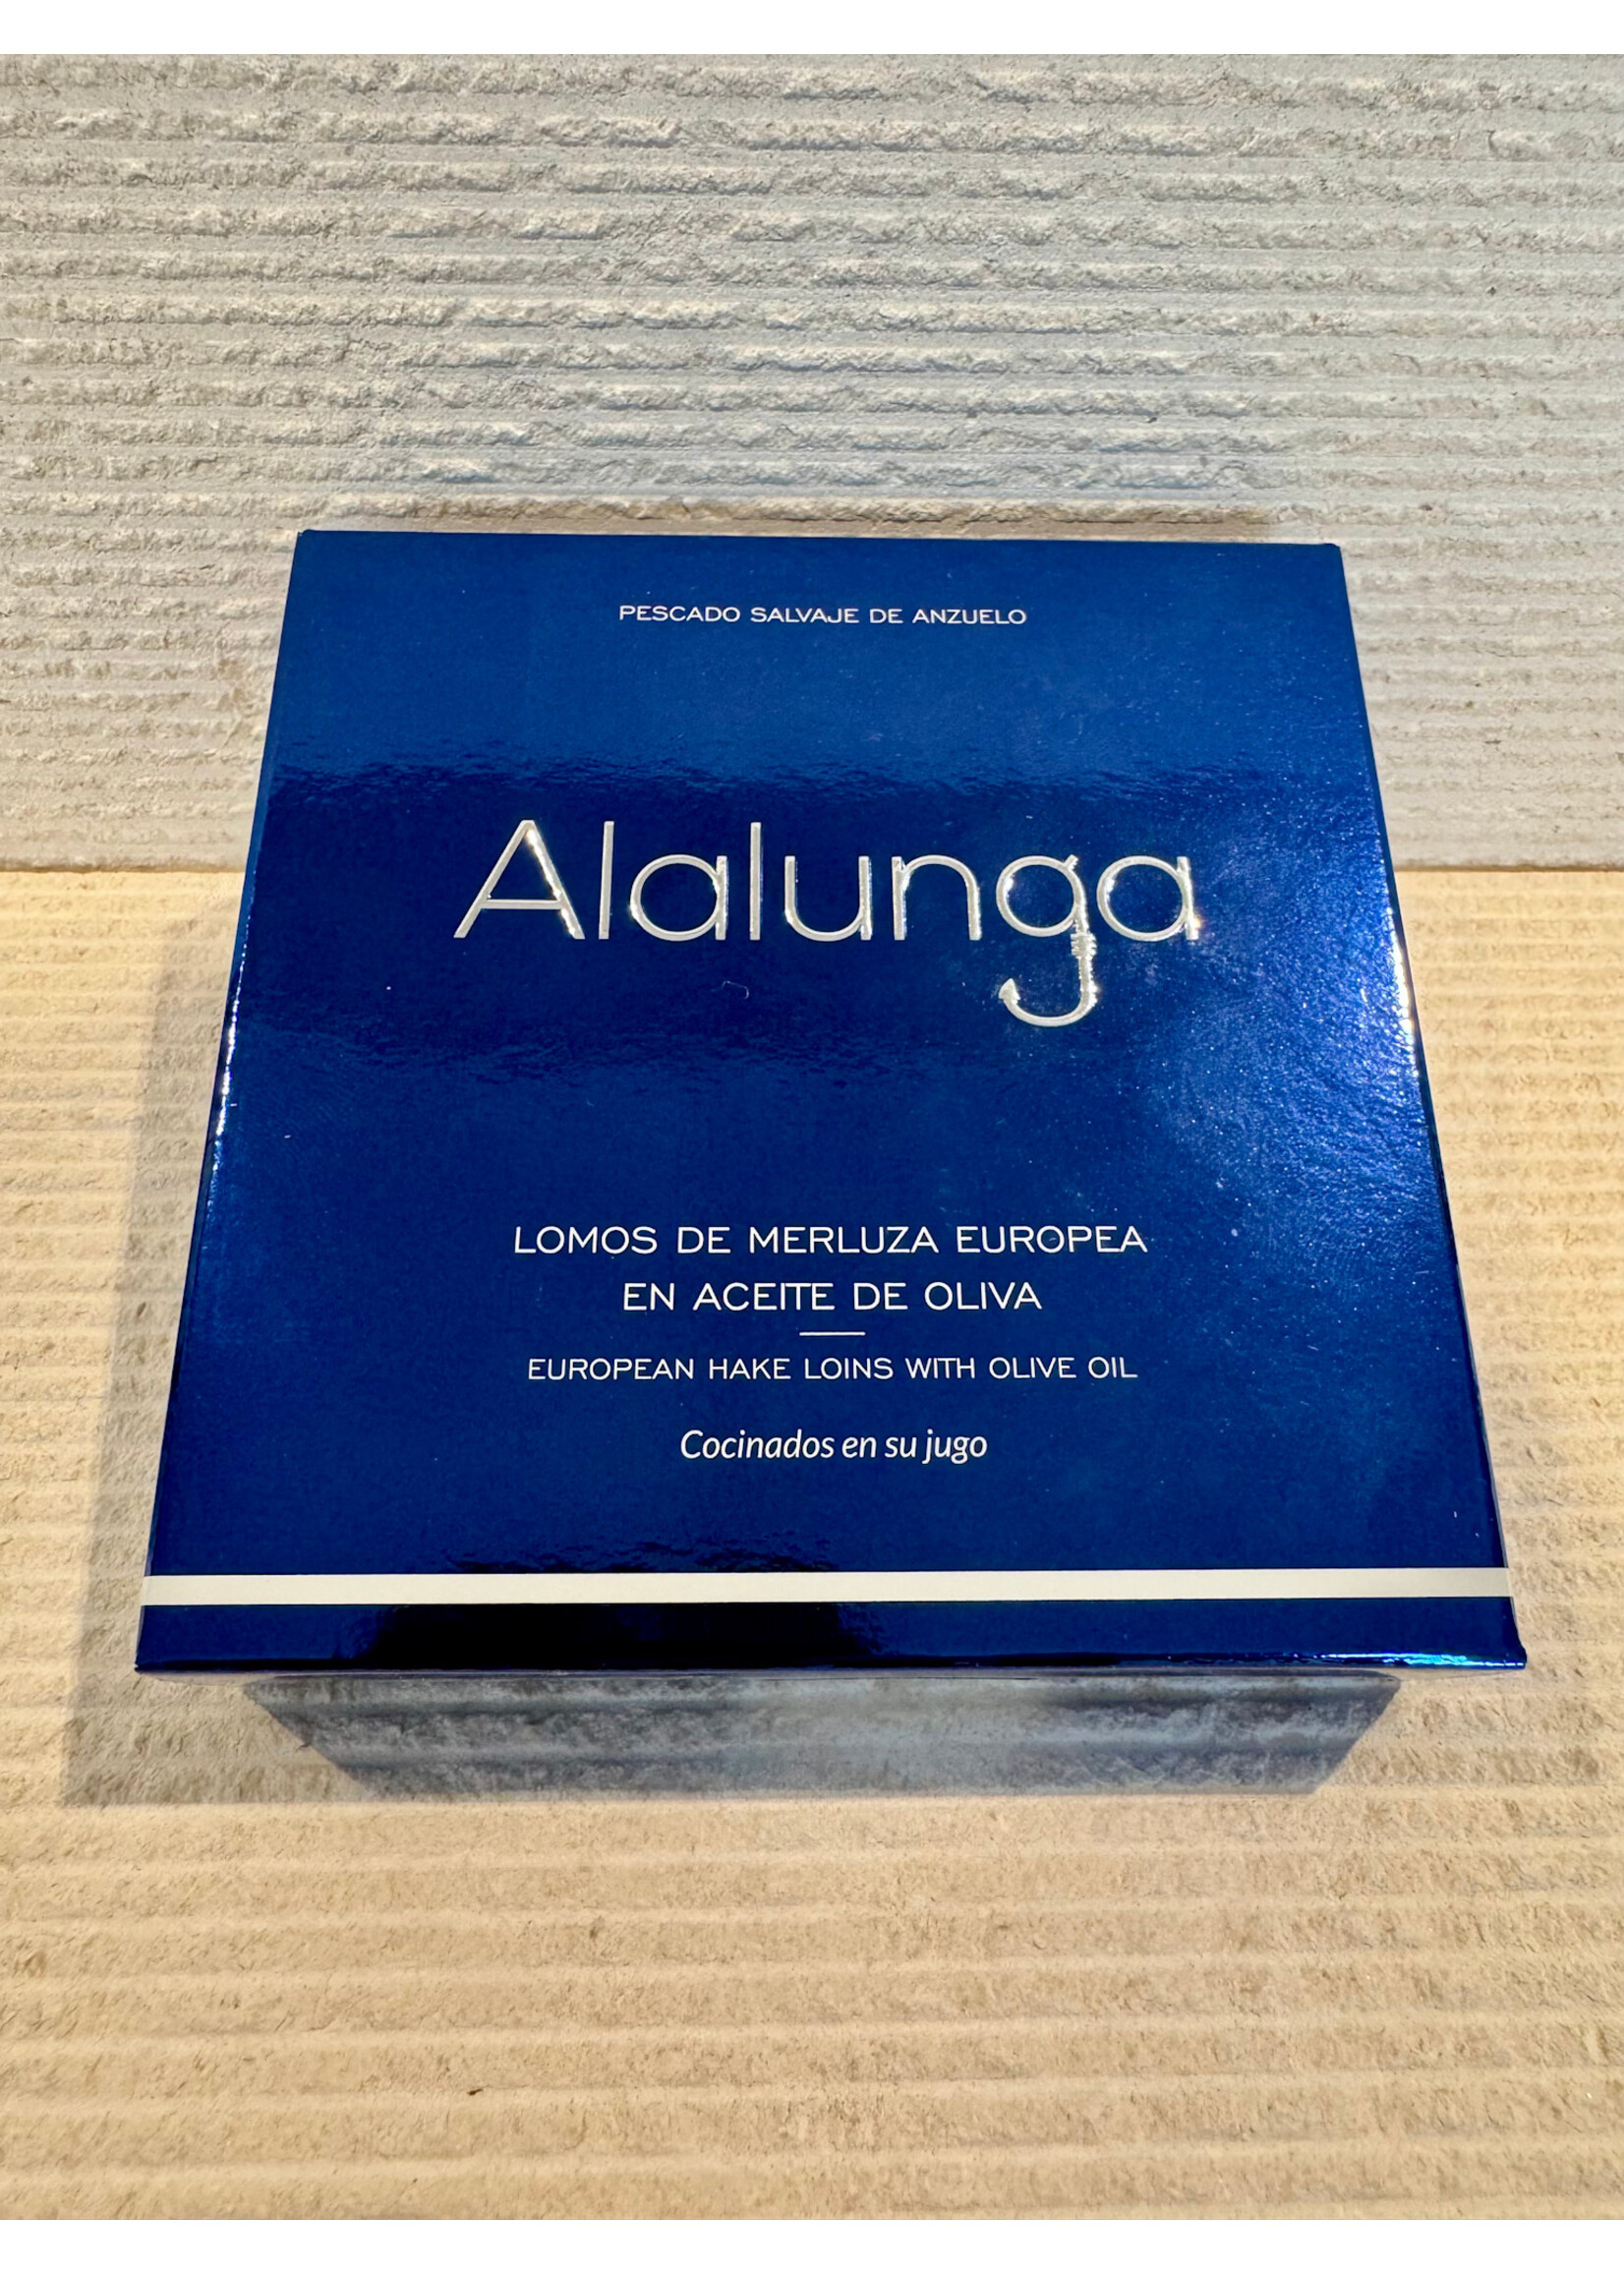 PESCADO SALVAJE DE ANZUELO
Alalunga
LOMOS DE MERLUZA EUROPEA
EN ACEITE DE OLIVA
EUROPEAN HAKE LOINS WITH OLIVE OIL
Cocinados en su jugo